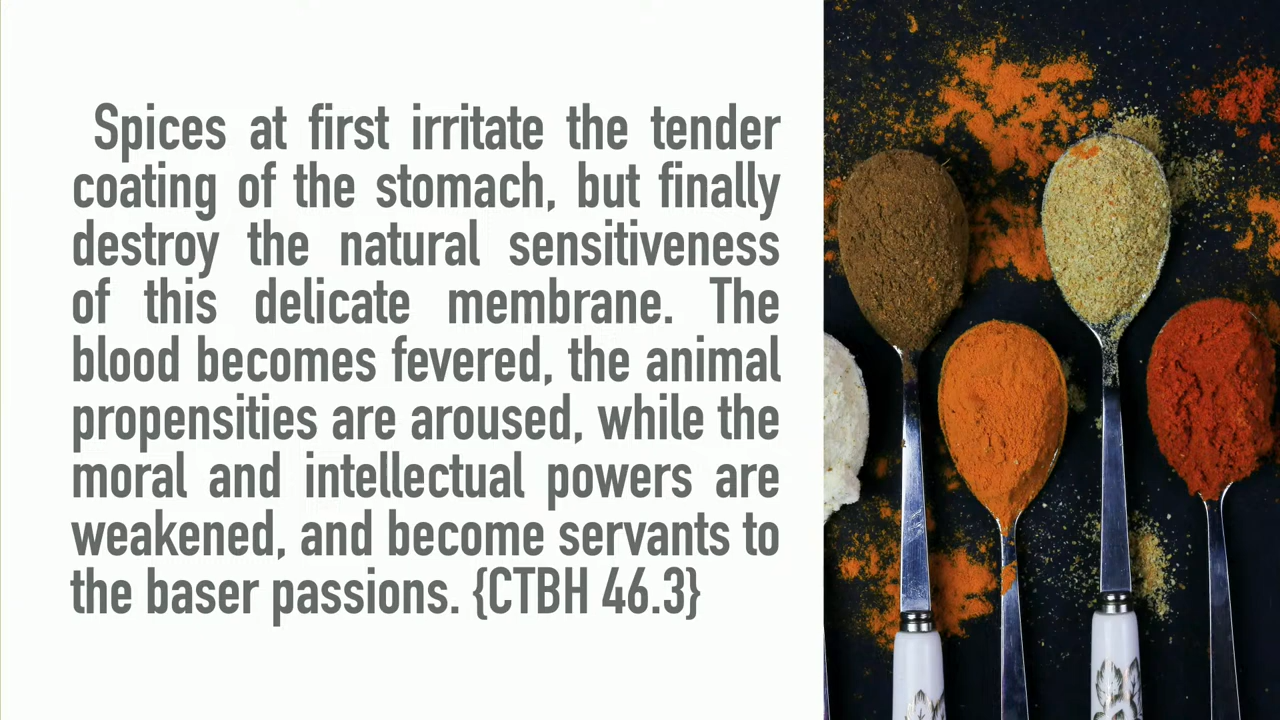 Spices at first irritate the tender
coating of the stomach, but finally
destroy the natural sensitiveness
of this delicate membrane. The
blood becomes fevered, the animal
propensities are aroused, while the
moral and intellectual powers are
weakened, and become servants to
the baser passions. {CTBH 46.3}